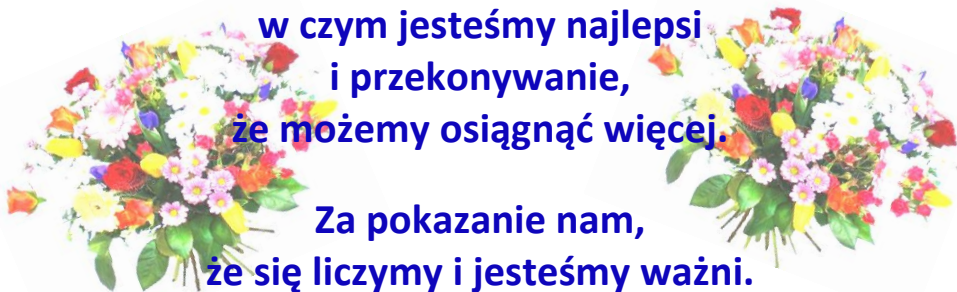 w czym jesteśmy najlepsi
i przekonywanie,
że możemy osiągnąć więcej.
Za pokazanie nam,
że się liczymy i jesteśmy ważni.